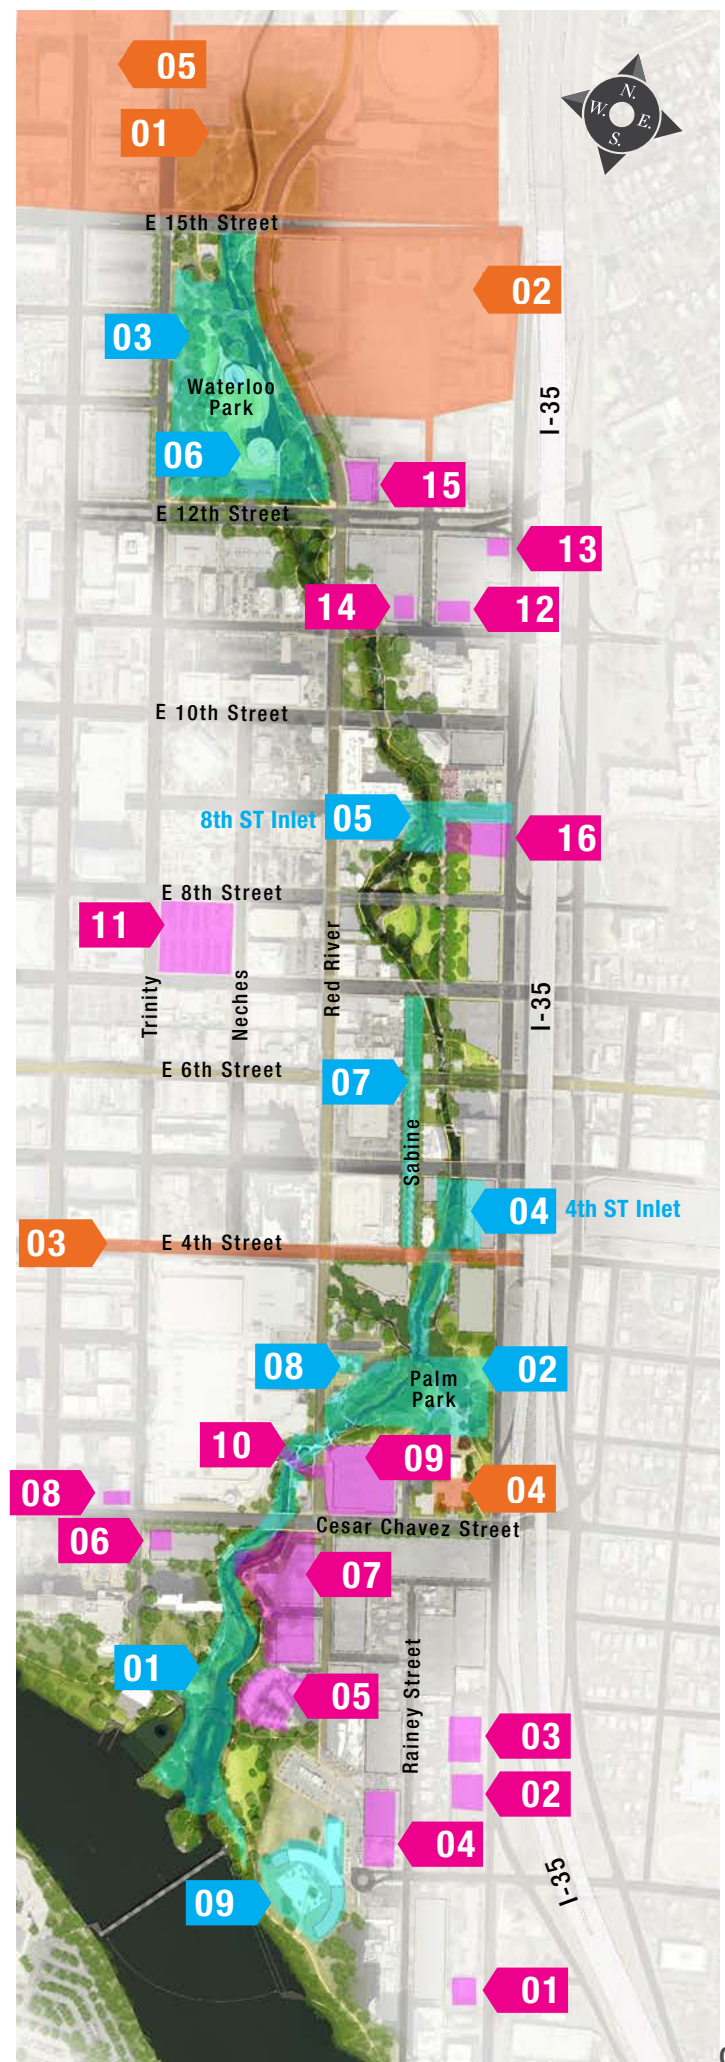 05
N.
W.
E.
S.
01
E 15th Street
02
03
Waterloo
Park
I-35
06
15
E 12th Street
13
14
12
E 10th Street
8th ST Inlet
05
16
E 8th Street
11
Red River
Trinity
Neches
I-35
E 6th Street
07
Sabine
04
4th ST Inlet
03
E 4th Street
08
02
Palm
Park
10
09
08
04
Cesar Chavez Street
06
07
01
Rainey Street
05
03
02
04
I-35
09
01